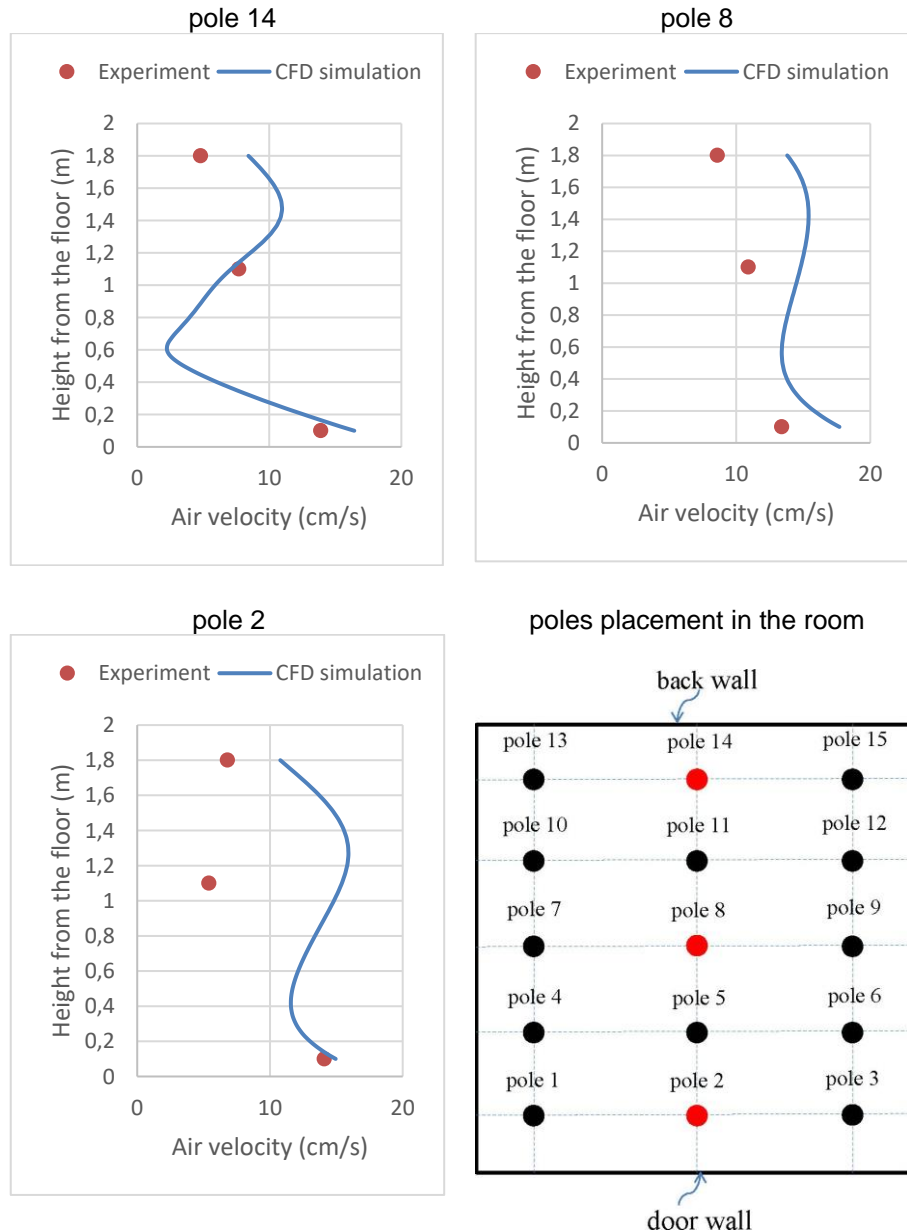 pole 14
Experiment CFD simulation
Height from the floor (m)
2
1,8
1,6
1,4
1,2
1
0,8
0,6
0,4
0,2
0
0 10 20
Air velocity (cm/s)
pole 8
Experiment CFD simulation
Height from the floor (m)
2
1,8
1,6
1,4
1,2
1
0,8
0,6
0,4
0,2
0
0 10 20
Air velocity (cm/s)
pole 2
Experiment CFD simulation
Height from the floor (m)
2
1,8
1,6
1,4
1,2
1
0,8
0,6
0,4
0,2
0
0 10 20
Air velocity (cm/s)
poles placement in the room
back wall
pole 13 pole 14 pole 15
pole 10 pole 11 pole 12
pole 7 pole 8 pole 9
pole 4 pole 5 pole 6
pole 1 pole 2 pole 3
door wall